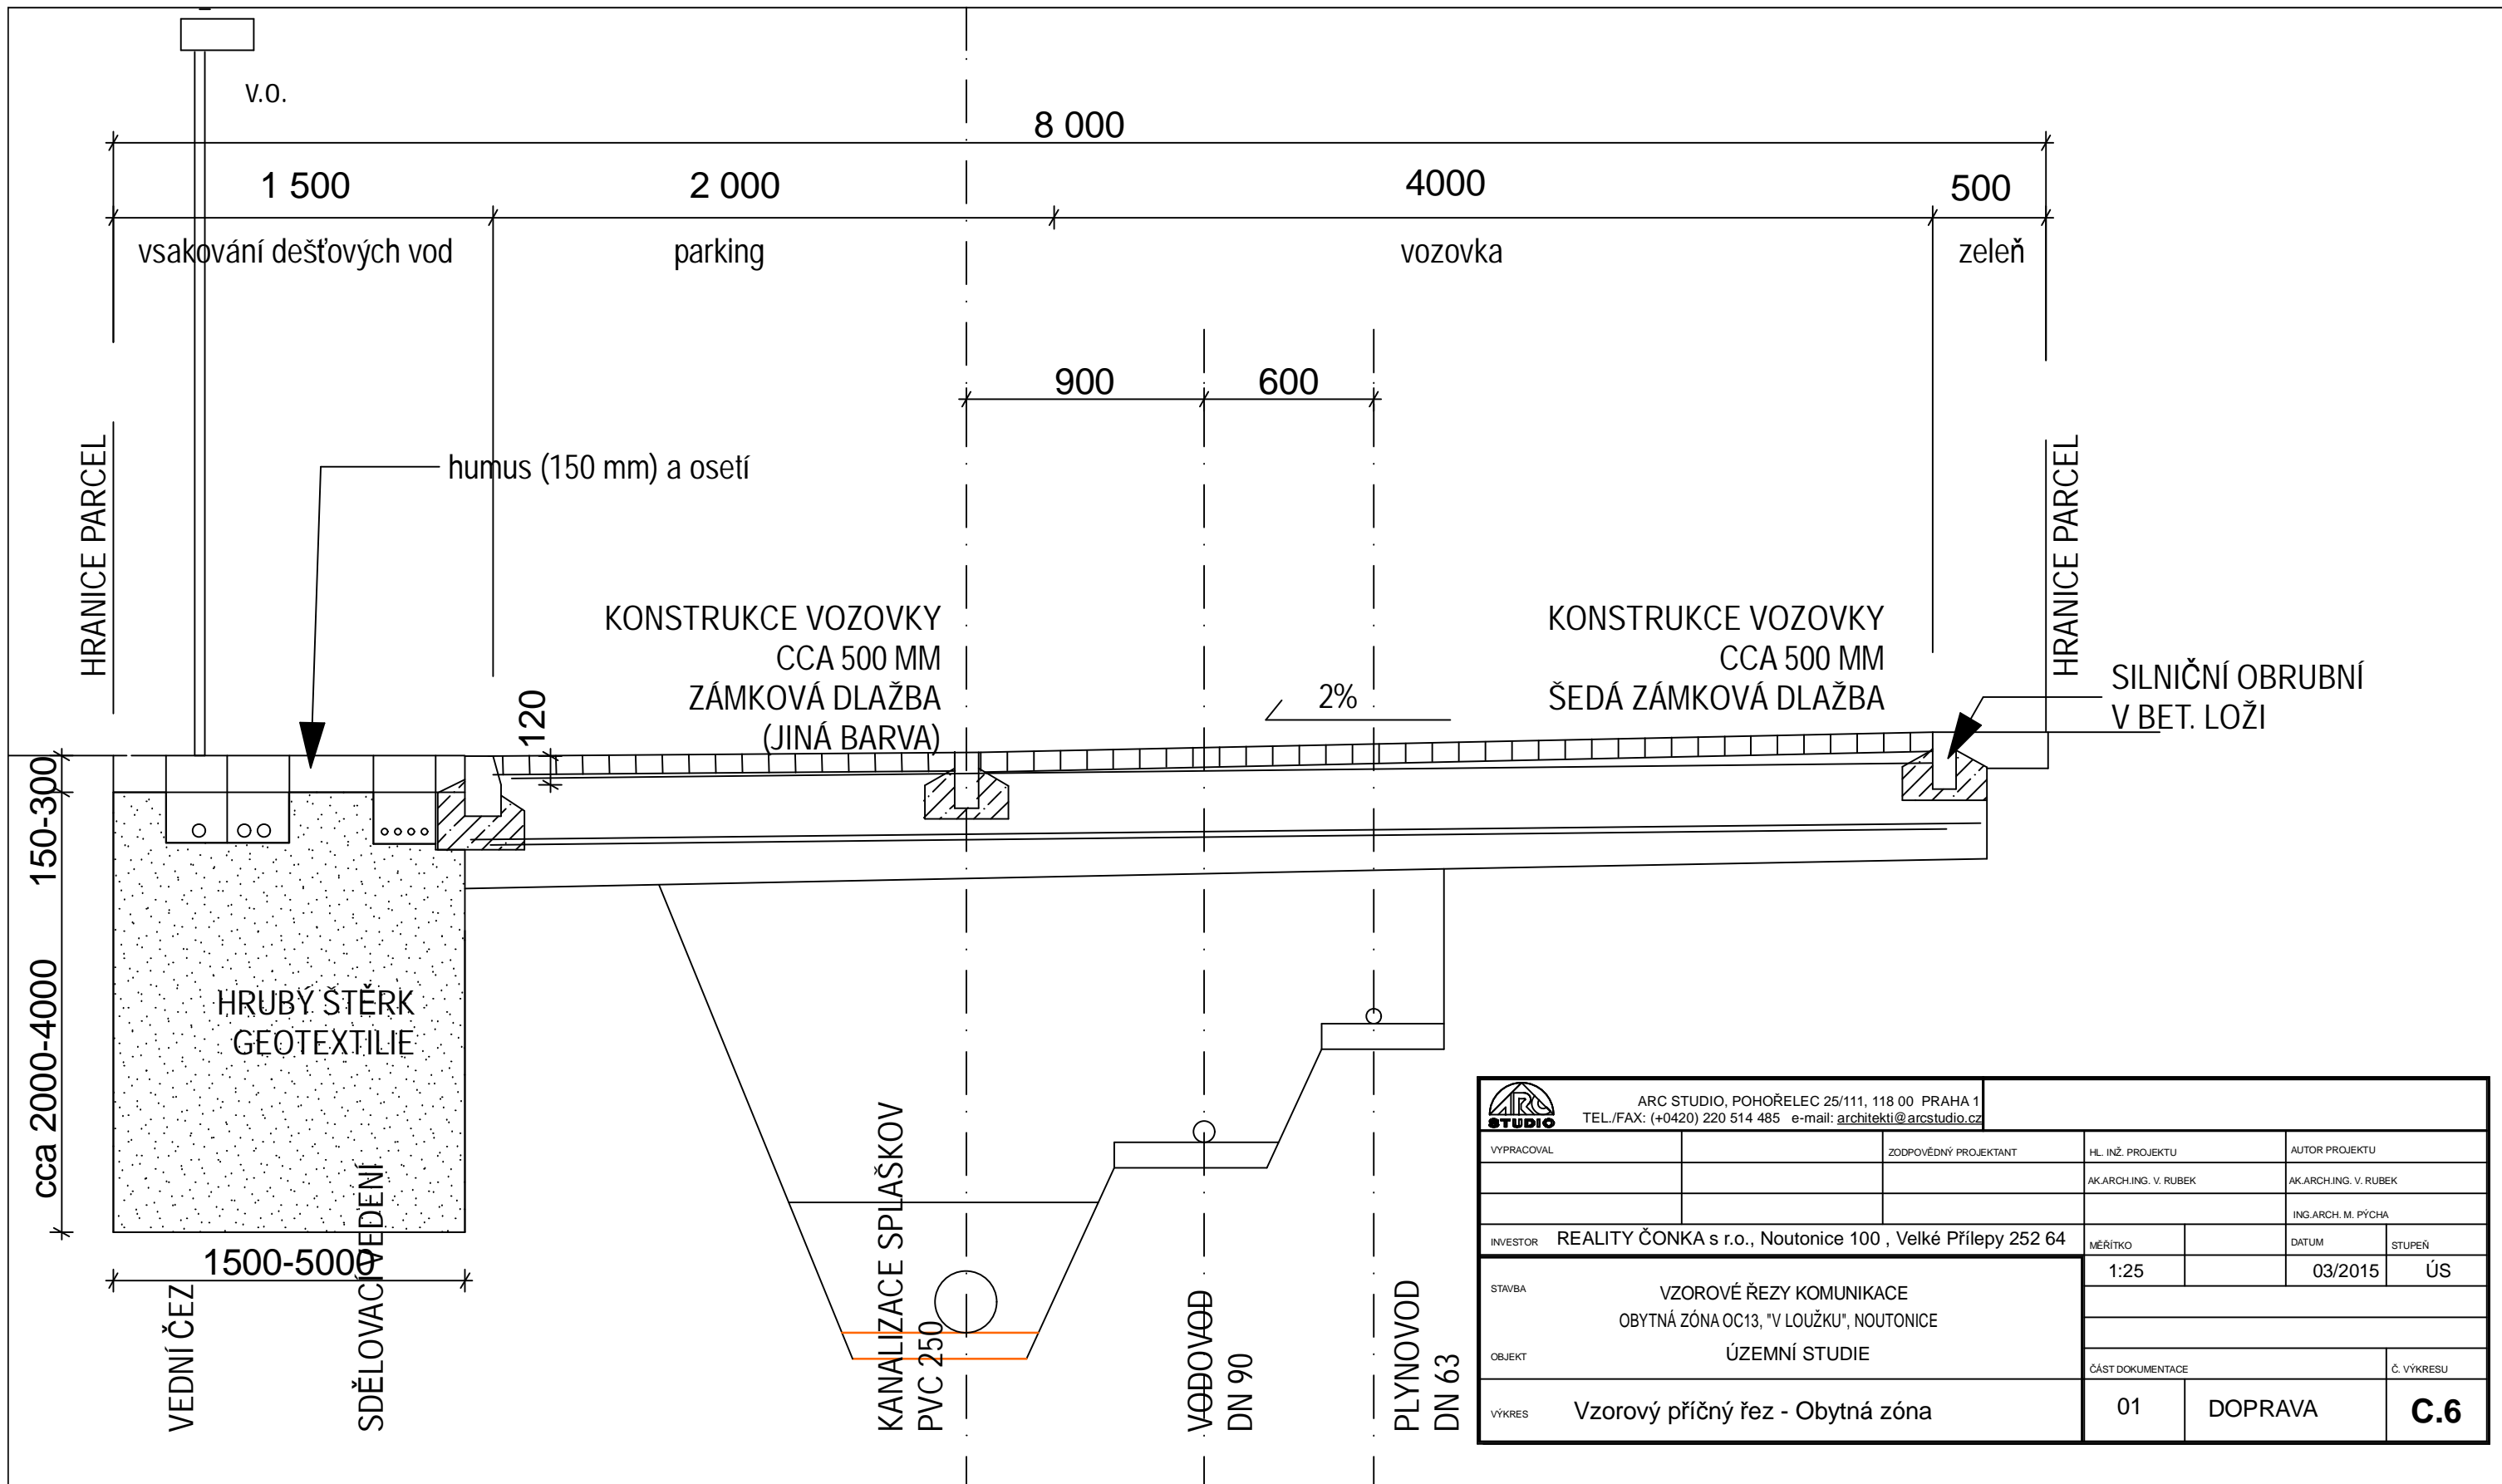 v.o.
8 000
1 500
2 000
4000
500
vsakování dešťových vod
parking
vozovka
zeleň
900
600
HRANICE PARCEL
humus (150 mm) a osetí
HRANICE PARCEL
KONSTRUKCE VOZOVKY
CCA 500 MM
ZÁMKOVÁ DLAŽBA
(JINÁ BARVA)
KONSTRUKCE VOZOVKY
CCA 500 MM
ŠEDÁ ZÁMKOVÁ DLAŽBA
2%
120
SILNIČNÍ OBRUBNÍ
V BET. LOŽI
150-300
cca 2000-4000
HRUBÝ ŠTĚRK
GEOTEXTILIE
1500-5000
VEDNÍ ČEZ
SDĚLOVACÍ VEDENÍ
KANALIZACE SPLAŠKOV
PVC 250
VODOVOD
DN 90
PLYNOVOD
DN 63
ARC
STUDIO
ARC STUDIO, POHOŘELEC 25/111, 118 00 PRAHA 1
TEL./FAX: (+0420) 220 514 485 e-mail: architekti@arcstudio.cz
VYPRACOVAL
ZODPOVĚDNÝ PROJEKTANT
HL. INŽ. PROJEKTU
AUTOR PROJEKTU
AK.ARCH.ING. V. RUBEK
AK.ARCH.ING. V. RUBEK
ING.ARCH. M. PÝCHA
INVESTOR REALITY ČONKA s r.o., Noutonice 100 , Velké Přílepy 252 64
MĚŘÍTKO
DATUM
STUPEŇ
1:25
03/2015
ÚS
STAVBA
VZOROVÉ ŘEZY KOMUNIKACE
OBYTNÁ ZÓNA OC13, "V LOUŽKU", NOUTONICE
OBJEKT
ÚZEMNÍ STUDIE
ČÁST DOKUMENTACE
Č. VÝKRESU
VÝKRES
Vzorový příčný řez - Obytná zóna
01
DOPRAVA
C.6